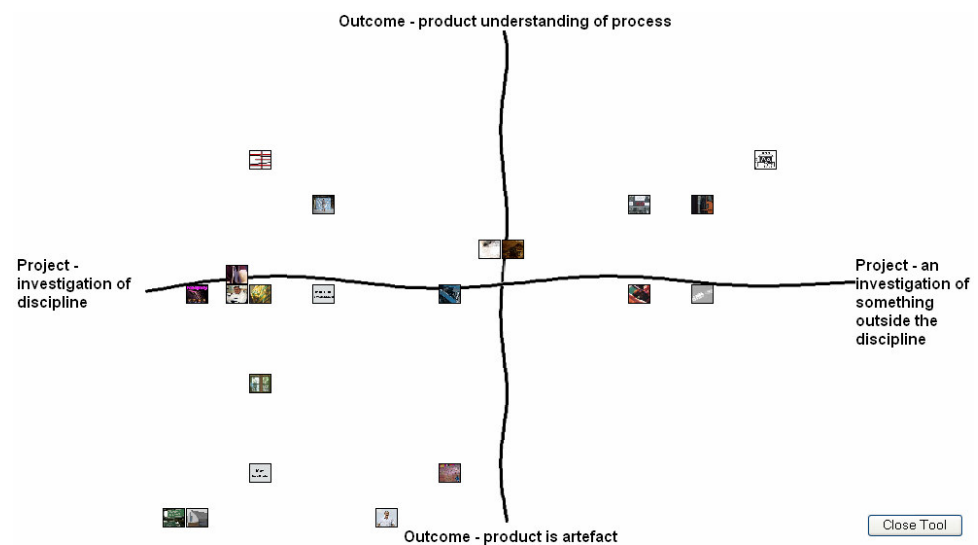 Outcome - product understanding of process
Project -
investigation of
discipline
Project - an
investigation of
something
outside the
discipline
Outcome - product is artefact
Close Tool